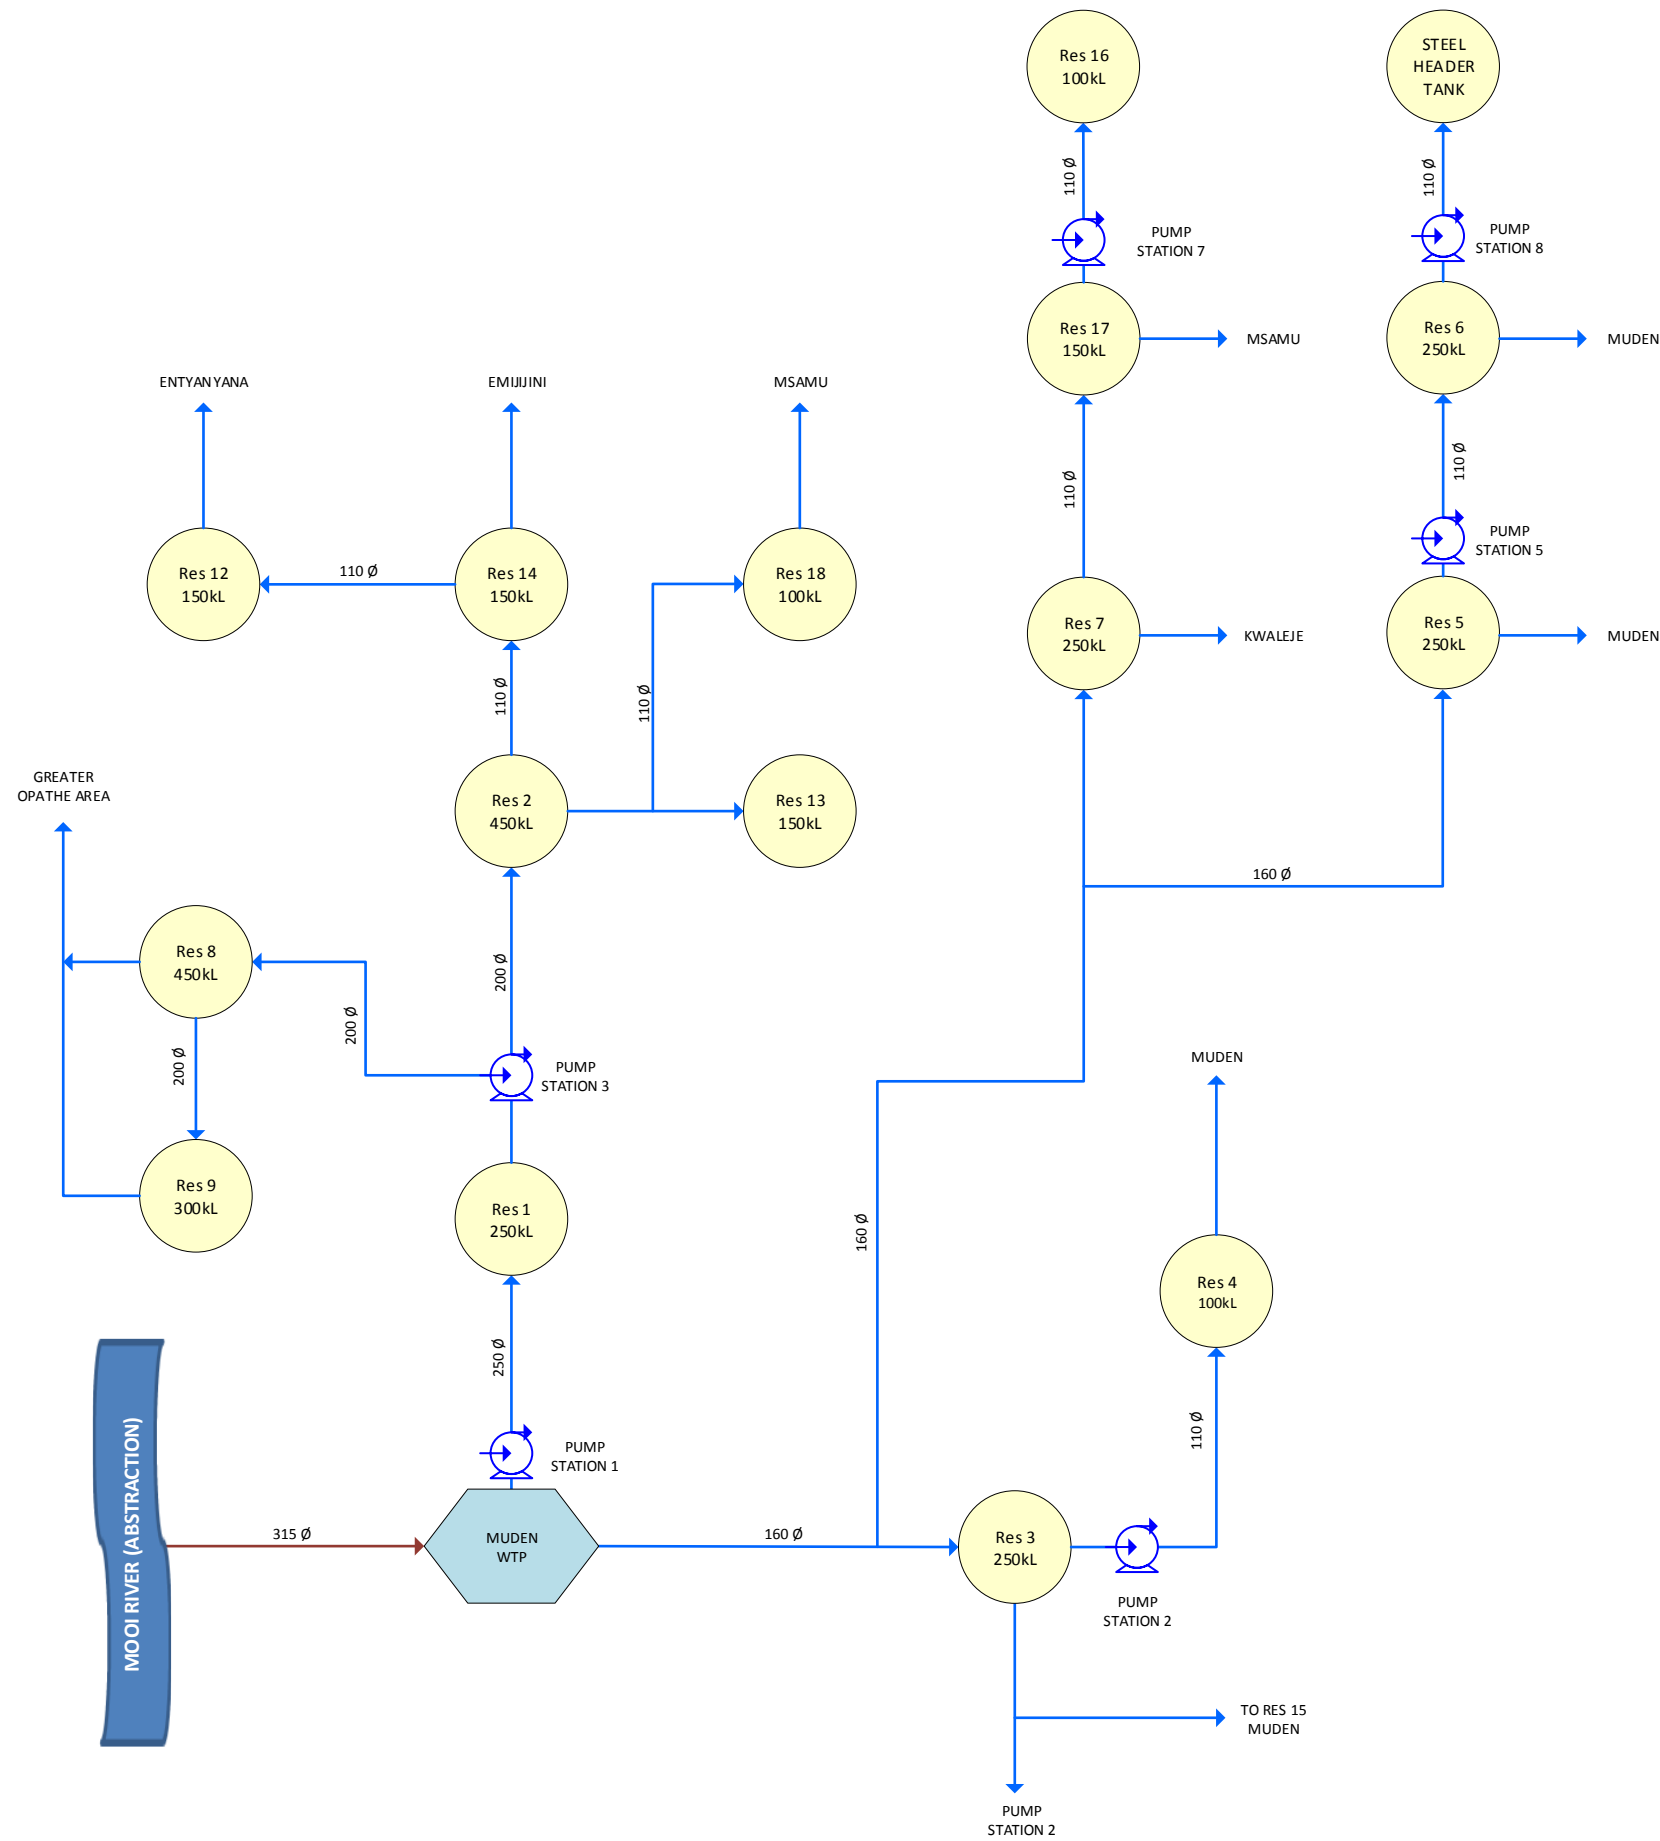 Res 16
100kL
STEEL
HEADER
TANK
110 Ø
110 Ø
PUMP
STATION 7
PUMP
STATION 8
Res 17
150kL
MSAMU
Res 6
250kL
MUDEN
ENTYANYANA
EMIJIJINI
MSAMU
110 Ø
110 Ø
PUMP
STATION 5
Res 12
150kL
110 Ø
Res 14
150kL
Res 18
100kL
Res 7
250kL
KWALEJE
Res 5
250kL
MUDEN
110 Ø
110 Ø
GREATER
OPATHE AREA
Res 2
450kL
Res 13
150kL
160 Ø
Res 8
450kL
200 Ø
200 Ø
200 Ø
PUMP
STATION 3
MUDEN
Res 9
300kL
Res 1
250kL
160 Ø
Res 4
100kL
250 Ø
110 Ø
MOOI RIVER (ABSTRACTION)
PUMP
STATION 1
315 Ø
MUDEN
WTP
160 Ø
Res 3
250kL
PUMP
STATION 2
TO RES 15
MUDEN
PUMP
STATION 2